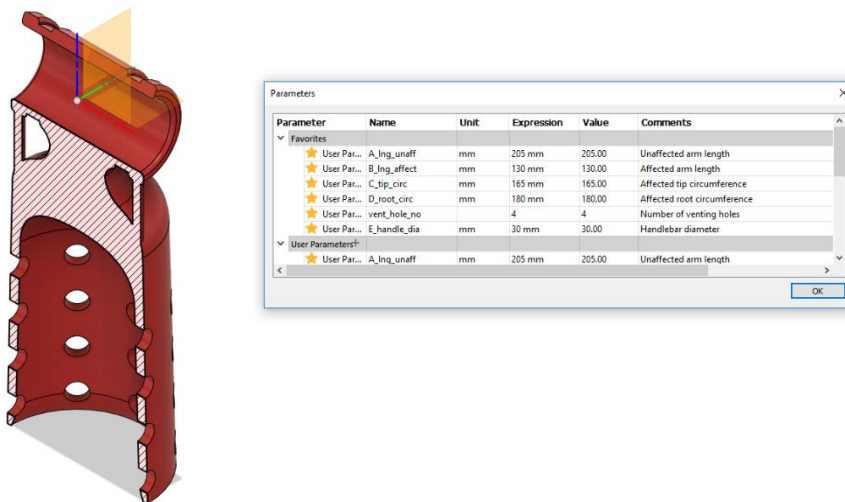 Parameters
Parameter Name Unit Expression Value Comments
Favorites
User Par... A_lng_unaff mm 205 mm 205.00 Unaffected arm length
User Par... B_lng_affect mm 130 mm 130.00 Affected arm length
User Par... C_tip_circ mm 165 mm 165.00 Affected tip circumference
User Par... D_root_circ mm 180 mm 180.00 Affected root circumference
User Par... vent_hole_no 4 4 Number of venting holes
User Par... E_handle_dia mm 30 mm 30.00 Handlebar diameter
User Parameters
User Par... A_lng_unaff mm 205 mm 205.00 Unaffected arm length
OK